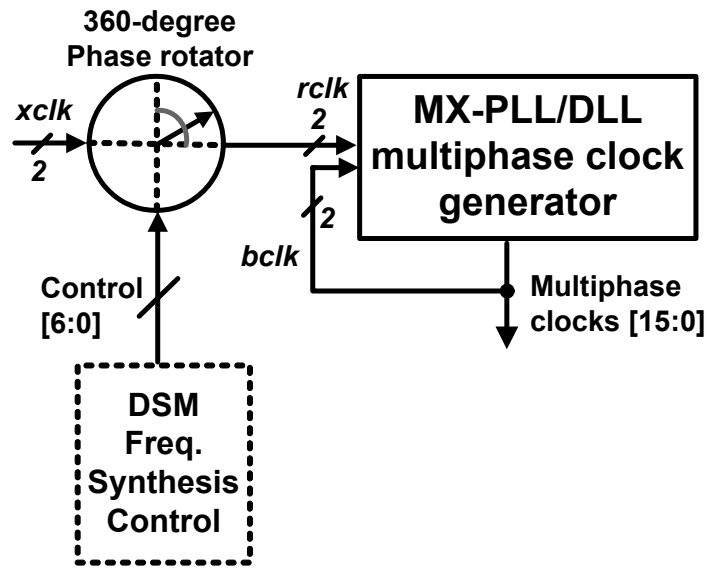 360-degree
Phase rotator
xclk
2
rclk
2
MX-PLL/DLL
multiphase clock
generator
2
bclk
Control
[6:0]
Multiphase
clocks [15:0]
DSM
Freq.
Synthesis
Control